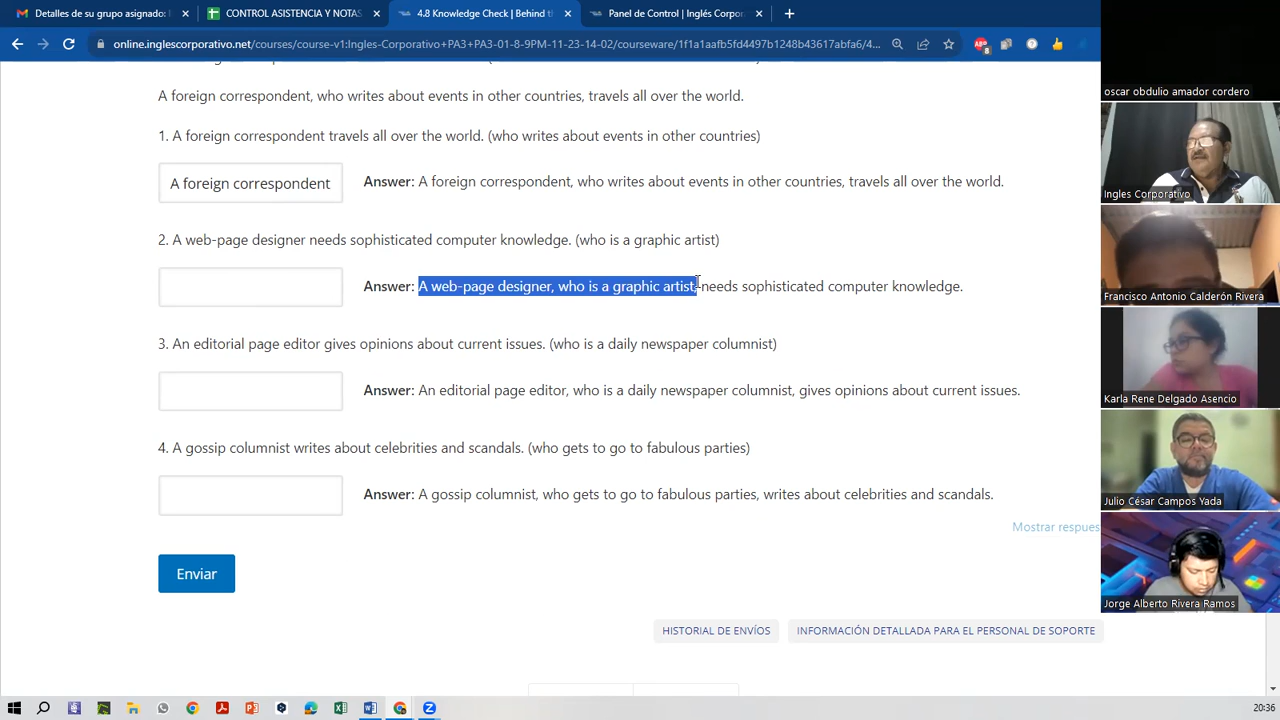 Detalles de su grupo asignado: I
CONTROL ASISTENCIA Y NOTAS
4.8 Knowledge Check | Behind t
Panel de Control | Inglés Corpor
online.inglescorporativo.net/courses/course-v1:Ingles-Corporativo+PA3+PA3-01-8-9PM-11-23-14-02/courseware/1f1a1aafb5fd4497b1248b43617abfa6/4...
A foreign correspondent, who writes about events in other countries, travels all over the world.
1. A foreign correspondent travels all over the world. (who writes about events in other countries)
A foreign correspondent
Answer: A foreign correspondent, who writes about events in other countries, travels all over the world.
2. A web-page designer needs sophisticated computer knowledge. (who is a graphic artist)
Answer: A web-page designer, who is a graphic artist, needs sophisticated computer knowledge.
3. An editorial page editor gives opinions about current issues. (who is a daily newspaper columnist)
Answer: An editorial page editor, who is a daily newspaper columnist, gives opinions about current issues.
4. A gossip columnist writes about celebrities and scandals. (who gets to go to fabulous parties)
Answer: A gossip columnist, who gets to go to fabulous parties, writes about celebrities and scandals.
Mostrar respues
Enviar
HISTORIAL DE ENVÍOS
INFORMACIÓN DETALLADA PARA EL PERSONAL DE SOPORTE
oscar obdulio amador cordero
Ingles Corporativo
Francisco Antonio Calderón Rivera
Karla Rene Delgado Asencio
Julio César Campos Yada
Jorge Alberto Rivera Ramos
20:36